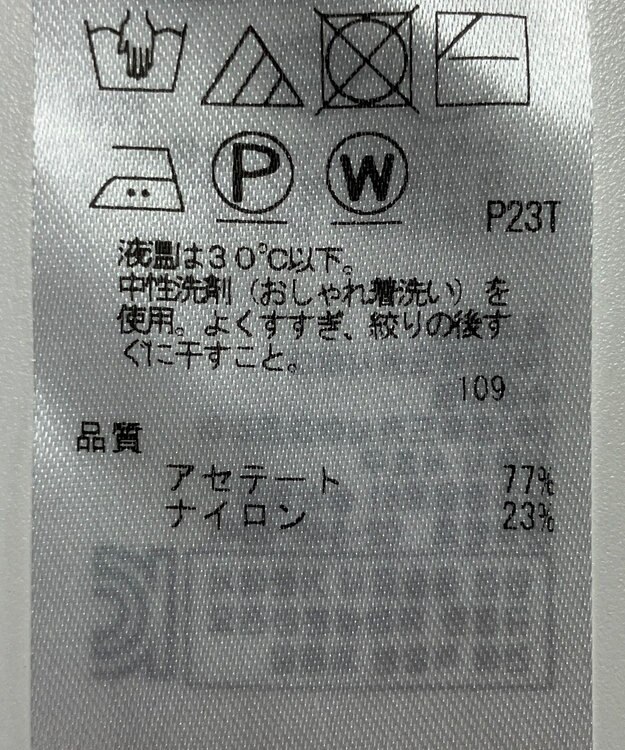 P
W
P23T
液温は30℃以下。
中性洗剤（おしゃれ着洗い）を
使用。よくすすぎ、絞りの後す
ぐに干すこと。
109
品質
アセテート 77%
ナイロン 23%